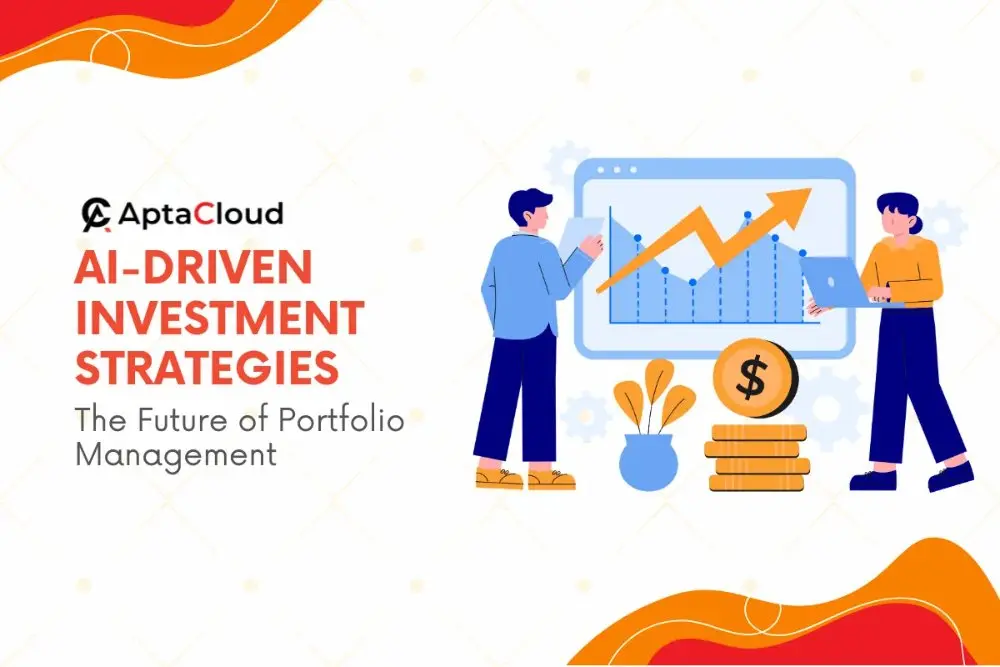 AptaCloud
AI-DRIVEN
INVESTMENT
STRATEGIES
The Future of Portfolio
Management
$